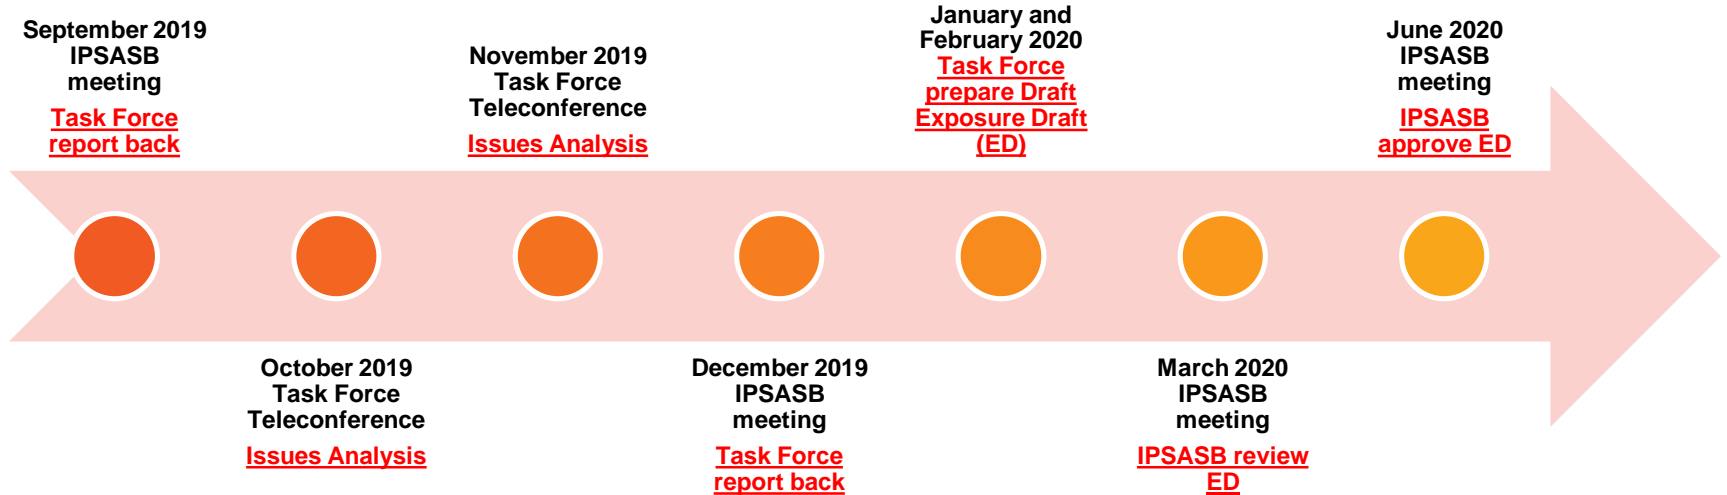 September 2019
IPSASB
meeting
Task Force
report back
October 2019
Task Force
Teleconference
Issues Analysis
November 2019
Task Force
Teleconference
Issues Analysis
December 2019
IPSASB
meeting
Task Force
report back
January and
February 2020
Task Force
prepare Draft
Exposure Draft
(ED)
March 2020
IPSASB
meeting
IPSASB review
ED
June 2020
IPSASB
meeting
IPSASB
approve ED